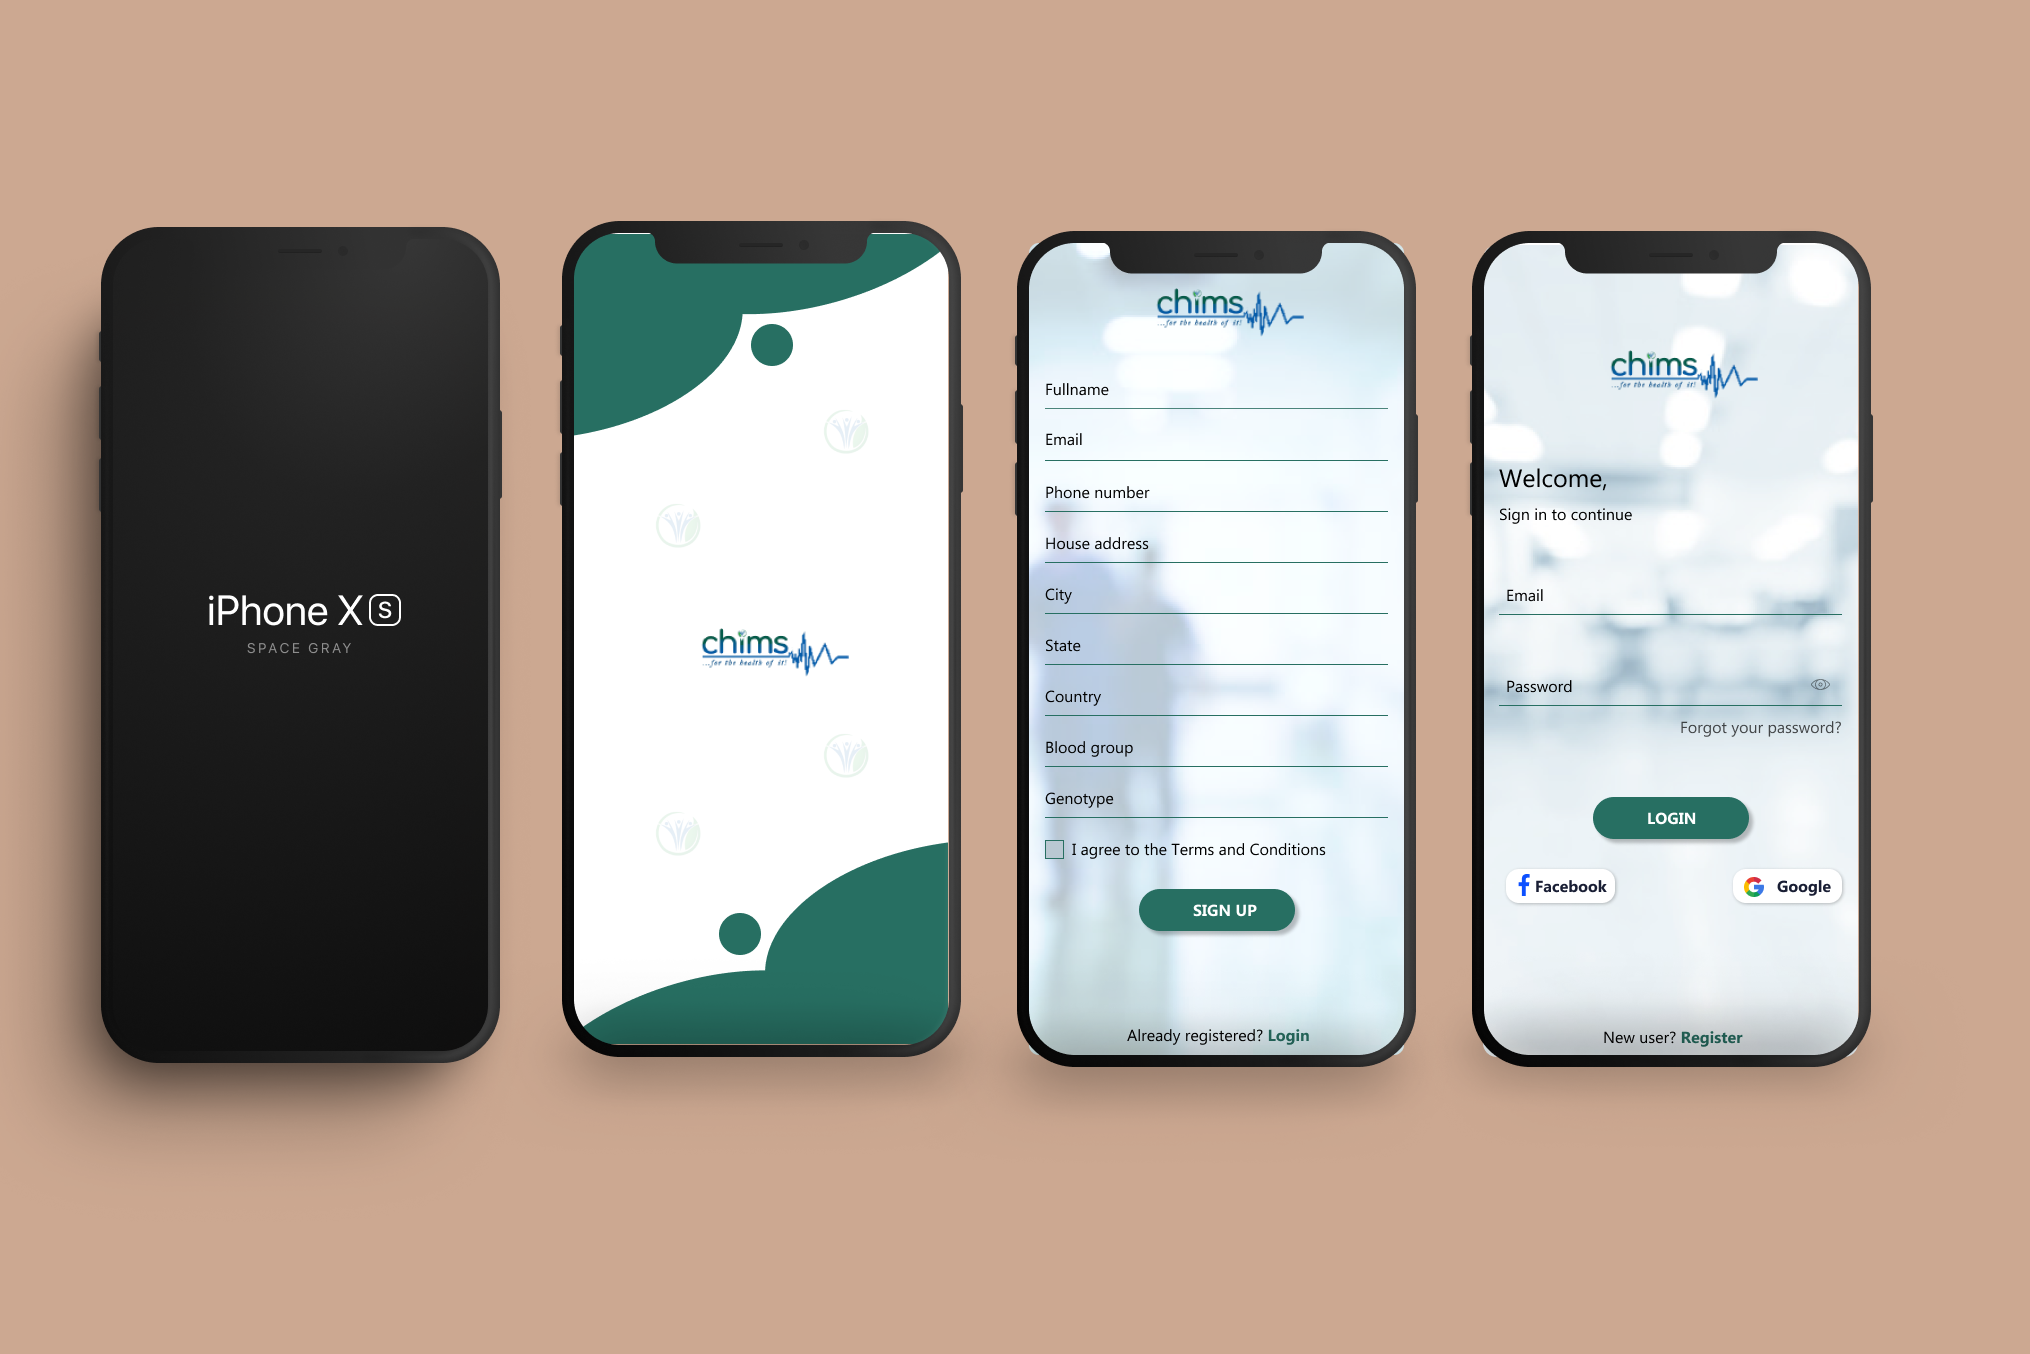 iPhone X S
SPACE GRAY
chims
...for the health of it!
chims
...for the health of it!
Fullname
Email
Phone number
House address
City
State
Country
Blood group
Genotype
I agree to the Terms and Conditions
SIGN UP
Already registered? Login
chims
...for the health of it!
Welcome,
Sign in to continue
Email
Password
Forgot your password?
LOGIN
Facebook
Google
New user? Register